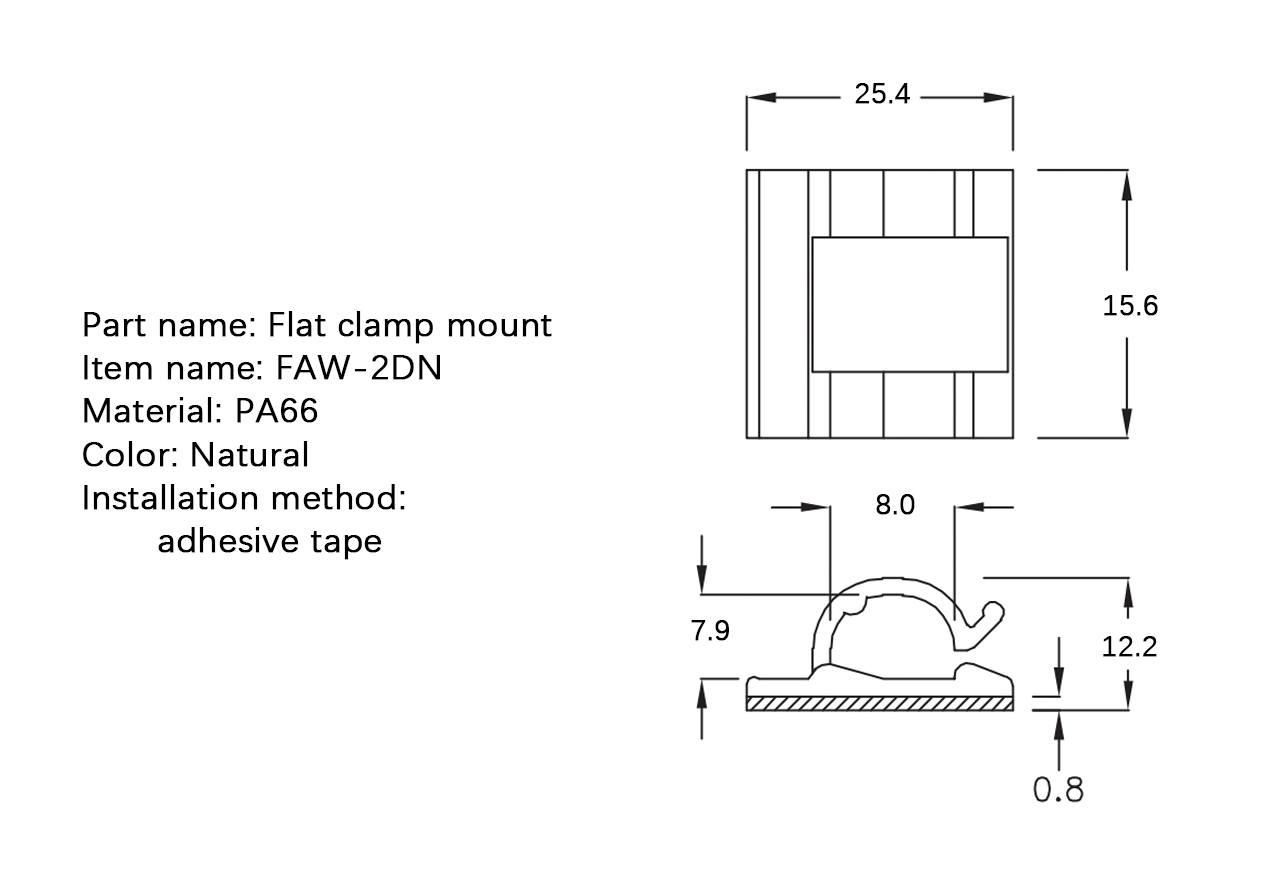 Part name: Flat clamp mount
Item name: FAW-2DN
Material: PA66
Color: Natural
Installation method:
adhesive tape
25.4
15.6
8.0
7.9
12.2
0.8